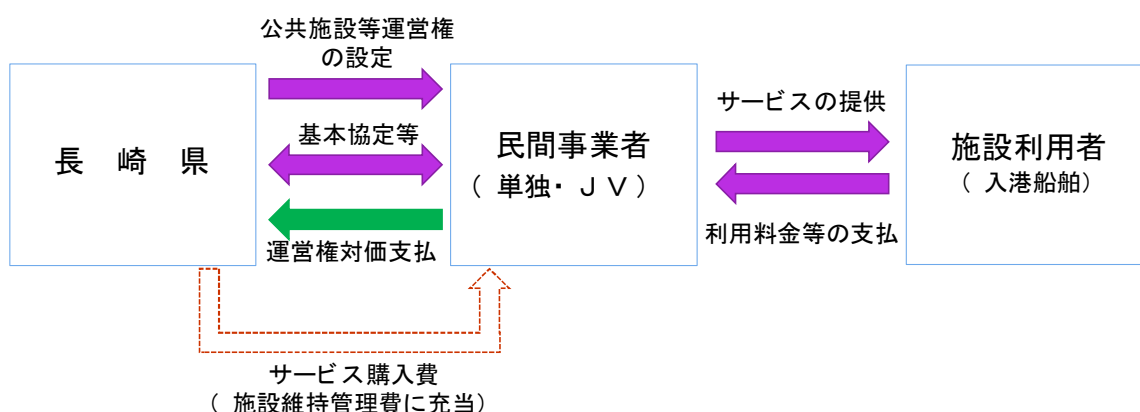 公共施設等運営権
の設定
長 崎 県
基本協定等
運営権対価支払
民間事業者
( 単独・ＪＶ)
サービスの提供
利用料金等の支払
施設利用者
( 入港船舶)
サービス購入費
( 施設維持管理費に充当)